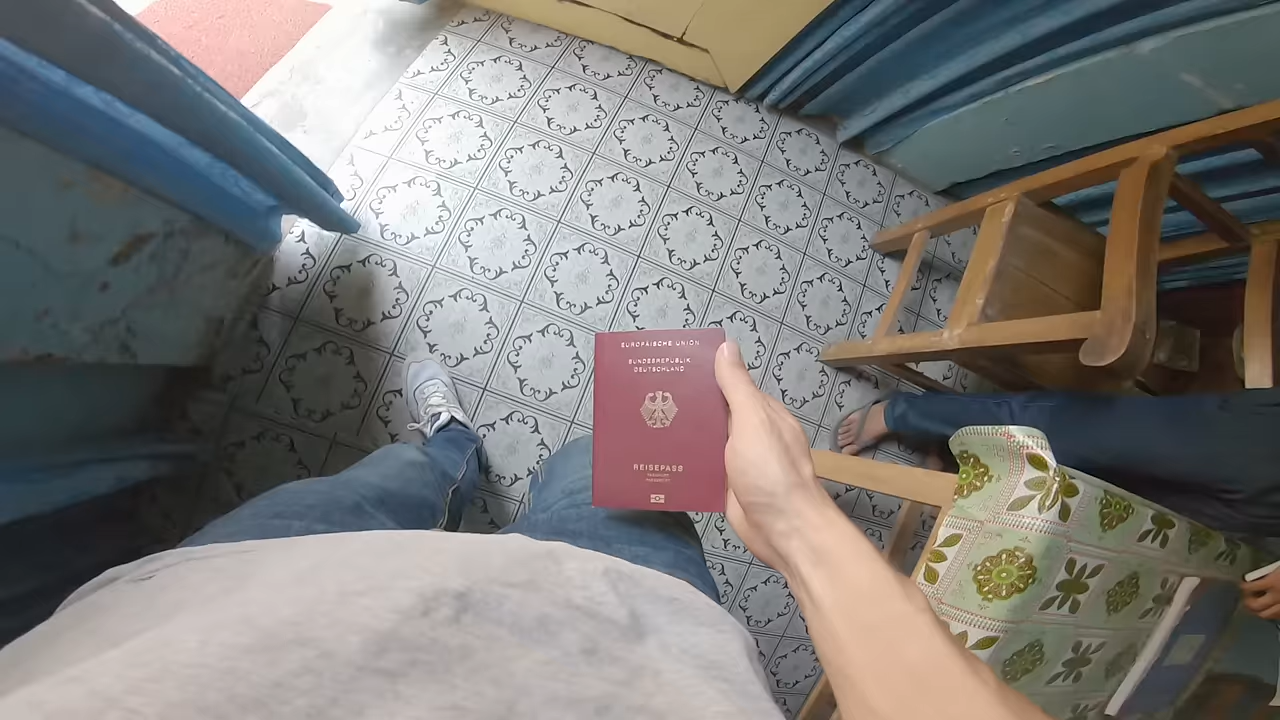 EUROPÄISCHE UNION
BUNDESREPUBLIK
DEUTSCHLAND
REISEPASS